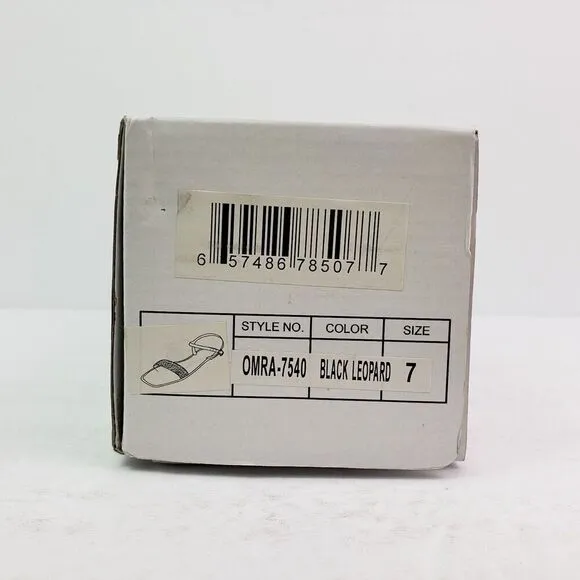 6 57486 78507 7
STYLE NO. COLOR SIZE
OMRA-7540 BLACK LEOPARD 7